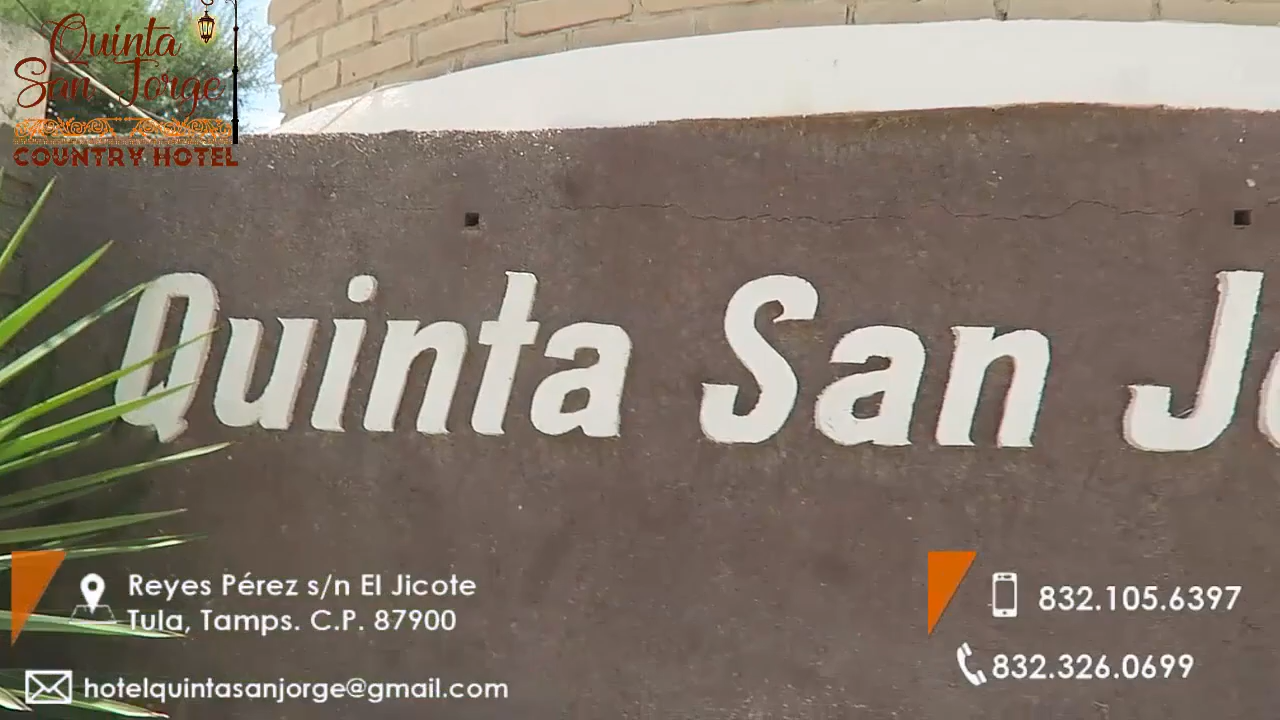 Quinta
San Jorge
COUNTRY HOTEL
Quinta San J
Reyes Pérez s/n El Jicote
Tula, Tamps. C.P. 87900
hotelquintasanjorge@gmail.com
832.105.6397
832.326.0699